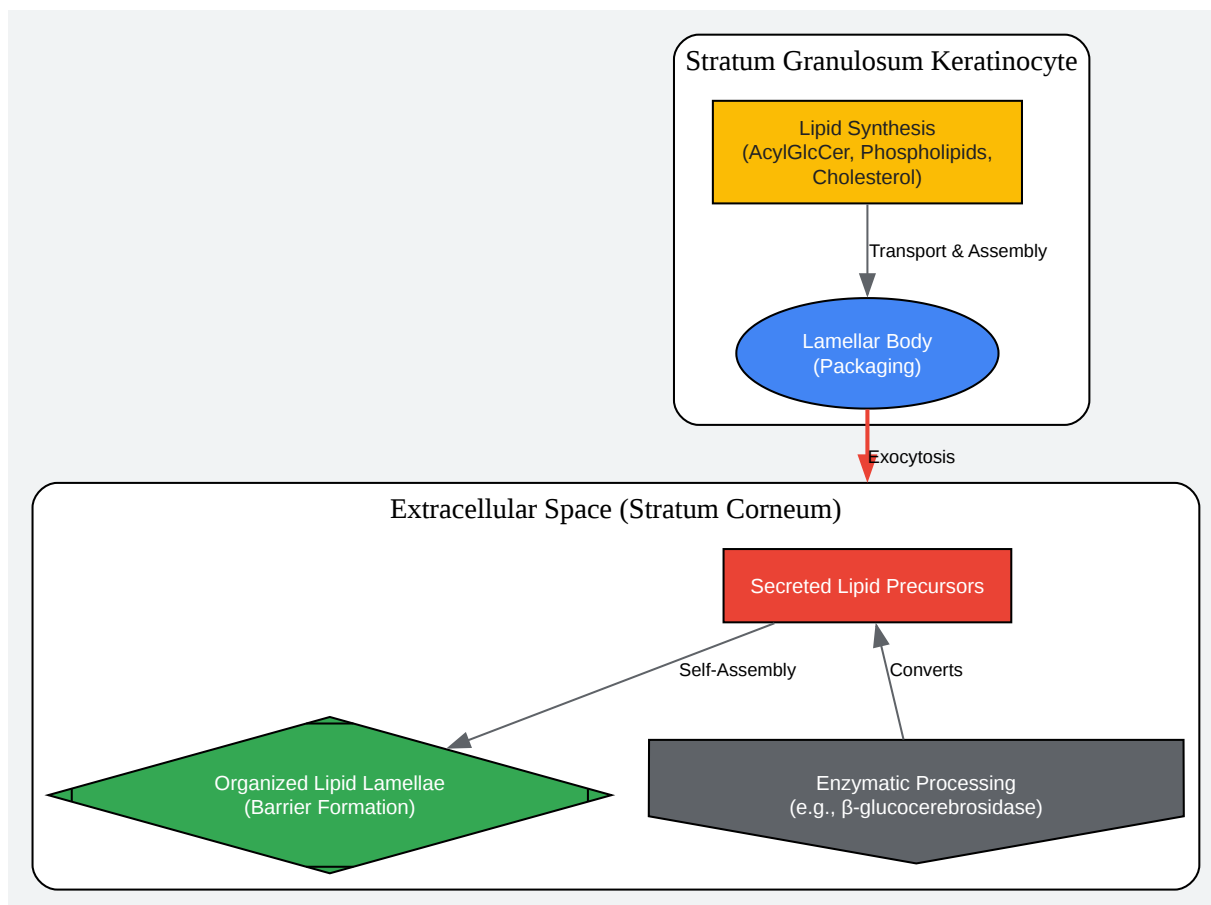 Stratum Granulosum Keratinocyte
Lipid Synthesis
(AcylGlcCer, Phospholipids,
Cholesterol)
Transport & Assembly
Lamellar Body
(Packaging)
Exocytosis
Extracellular Space (Stratum Corneum)
Secreted Lipid Precursors
Self-Assembly
Converts
Organized Lipid Lamellae
(Barrier Formation)
Enzymatic Processing
(e.g., β-glucocerebrosidase)